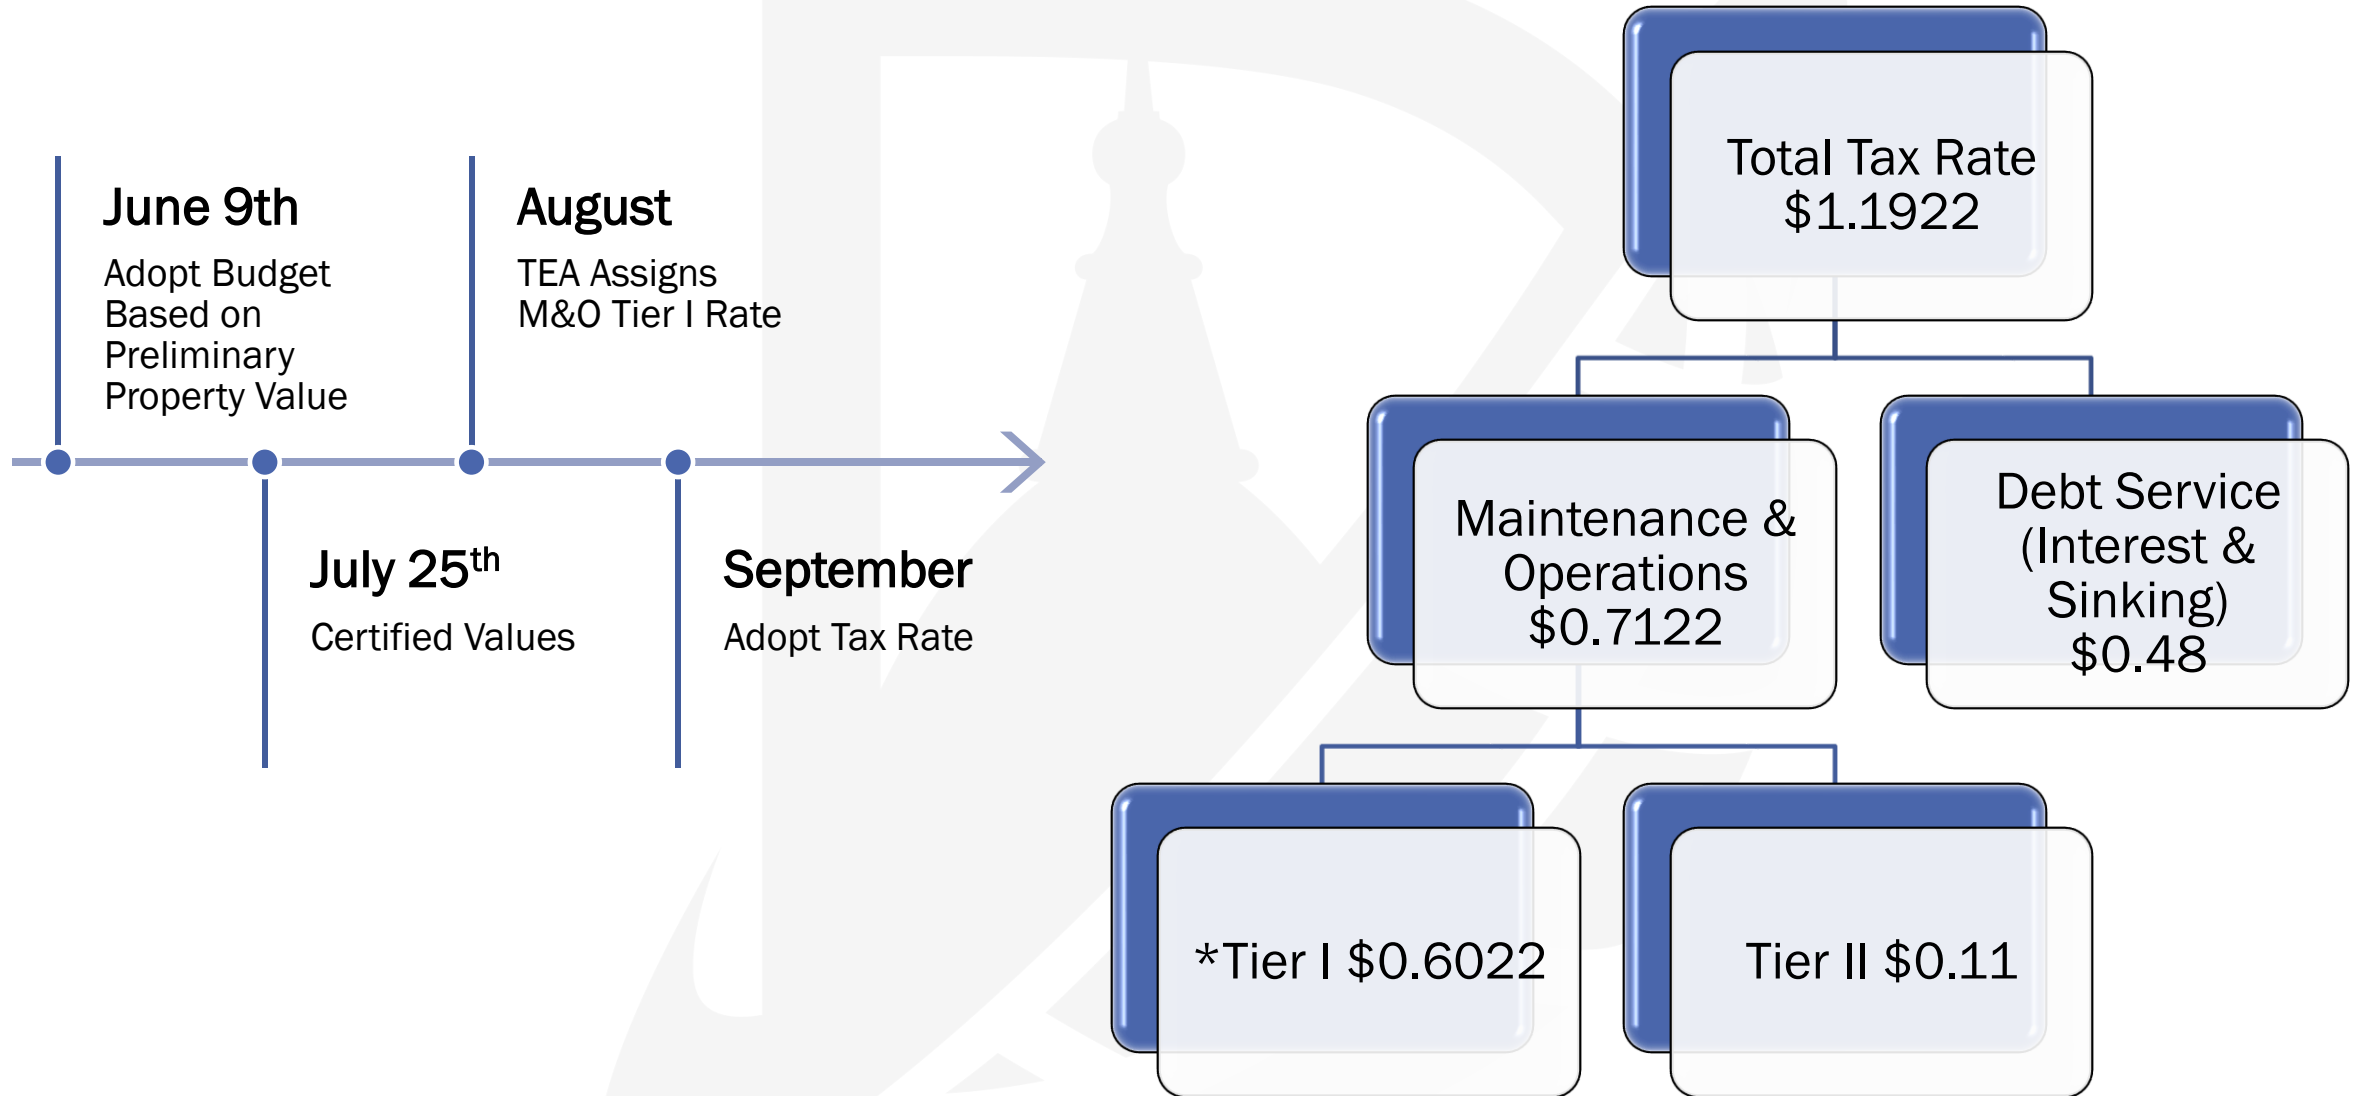 June 9th
Adopt Budget
Based on
Preliminary
Property Value
July 25th
Certified Values
August
TEA Assigns
M&O Tier I Rate
September
Adopt Tax Rate
Total Tax Rate
$1.1922
Maintenance &
Operations
$0.7122
Debt Service
(Interest &
Sinking)
$0.48
*Tier I $0.6022
Tier II $0.11